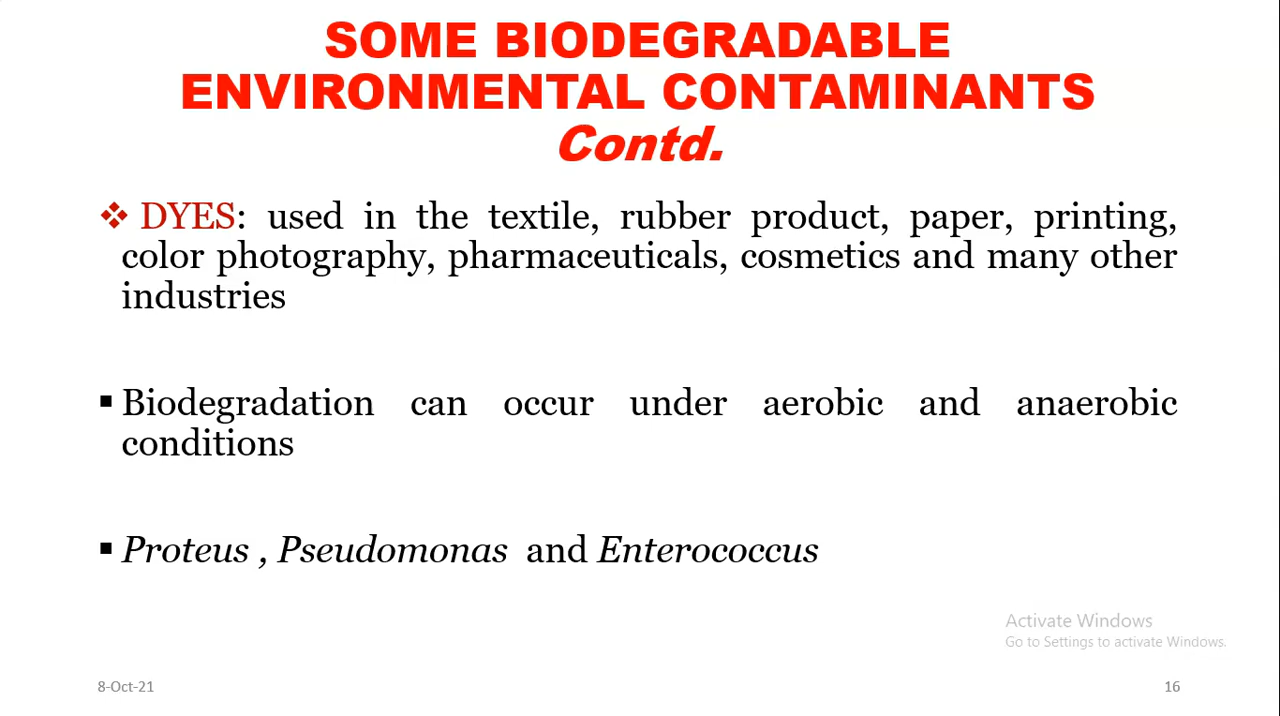 SOME BIODEGRADABLE
ENVIRONMENTAL CONTAMINANTS
Contd.
❖ DYES: used in the textile, rubber product, paper, printing,
color photography, pharmaceuticals, cosmetics and many other
industries
▪ Biodegradation can occur under aerobic and anaerobic
conditions
▪ Proteus , Pseudomonas and Enterococcus
Activate Windows
Go to Settings to activate Windows.
8-Oct-21
16